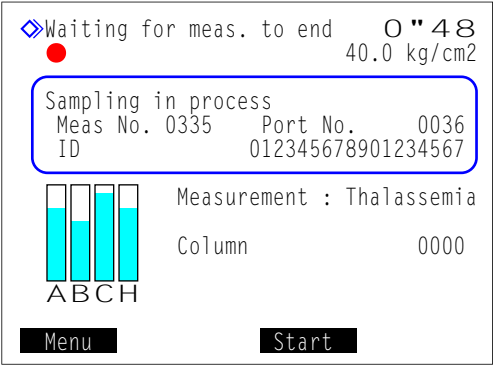 Waiting for meas. to end 0"48
40.0 kg/cm2
Sampling in process
Meas No. 0335 Port No. 0036
ID 012345678901234567
Measurement : Thalassemia
Column 0000
ABCH
Menu Start